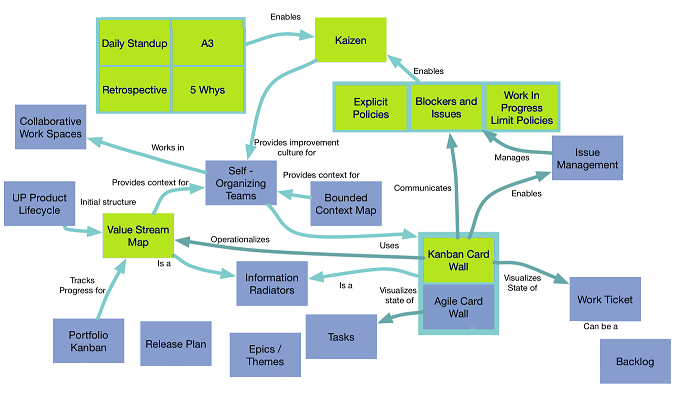 Enables
Daily Standup
A3
Kaizen
Retrospective
5 Whys
Enables
Explicit
Policies
Blockers and
Issues
Work In
Progress
Limit Policies
Collaborative
Work Spaces
Works in
Provides improvement
culture for
Manages
Issue
Management
Self -
Organizing
Teams
Provides context for
Provides context for
Communicates
Enables
UP Product
Lifecycle
Initial structure
Bounded
Context Map
Value Stream
Map
Operationalizes
Uses
Kanban Card
Wall
Is a
Information
Radiators
Is a
Visualizes
state of
Visualizes
State of
Tracks
Progress for
Agile Card
Wall
Work Ticket
Can be a
Portfolio
Kanban
Release Plan
Epics /
Themes
Tasks
Backlog